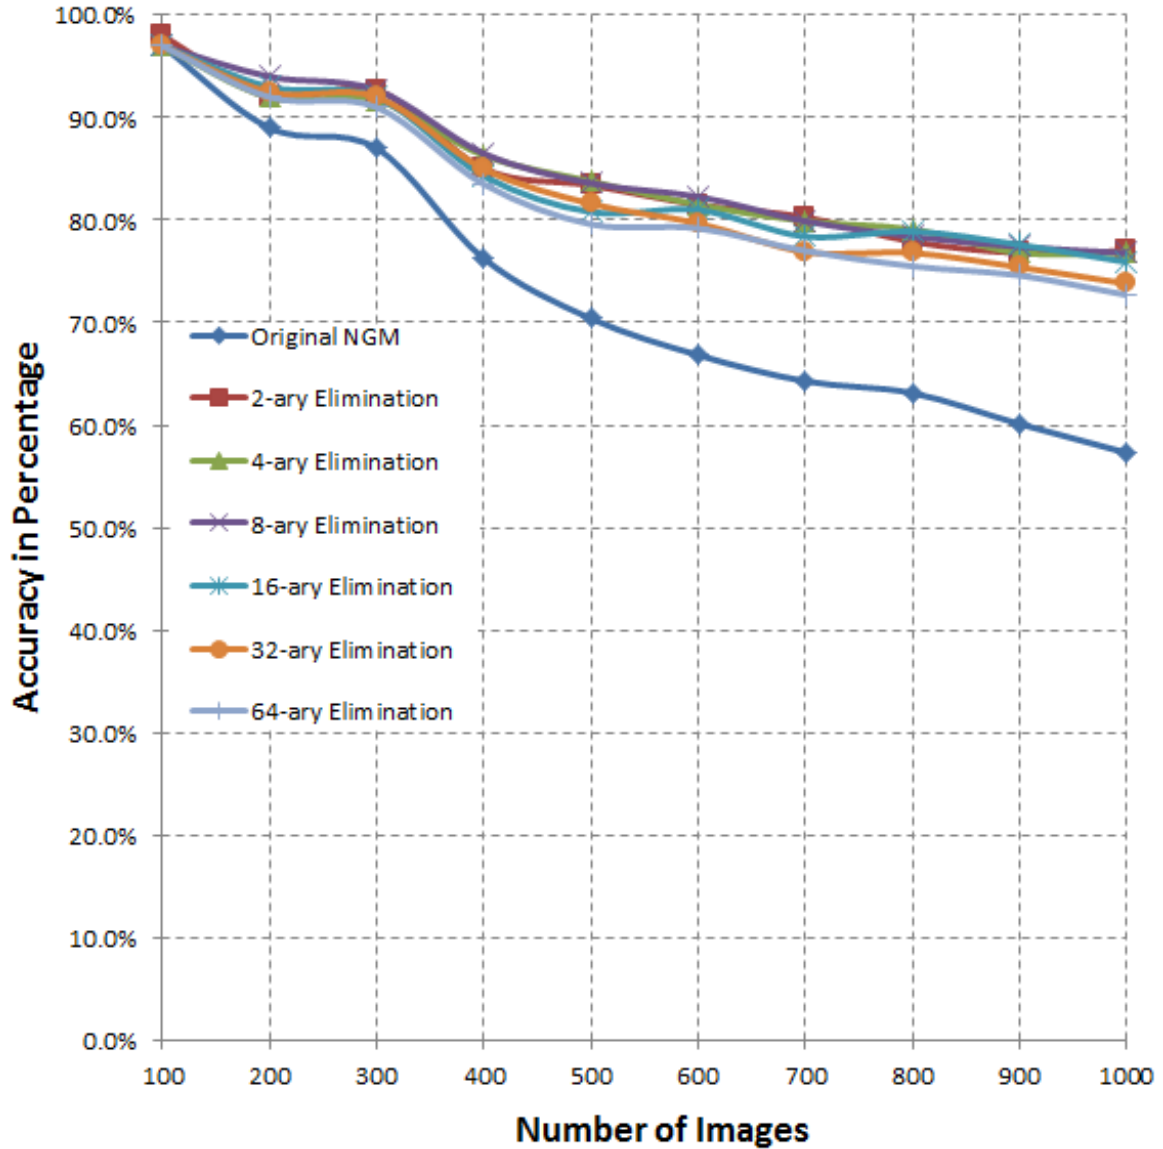 100.0%
90.0%
80.0%
70.0%
60.0%
50.0%
40.0%
30.0%
20.0%
10.0%
0.0%
Accuracy in Percentage
Original NGM
2-ary Elimination
4-ary Elimination
8-ary Elimination
16-ary Elimination
32-ary Elimination
64-ary Elimination
100 200 300 400 500 600 700 800 900 1000
Number of Images